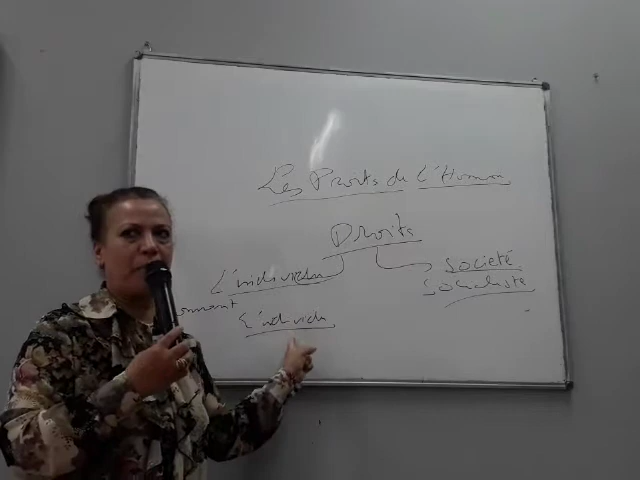 Les Droits de L'Homme
Droits
L'individu
société
socialiste
L'individu